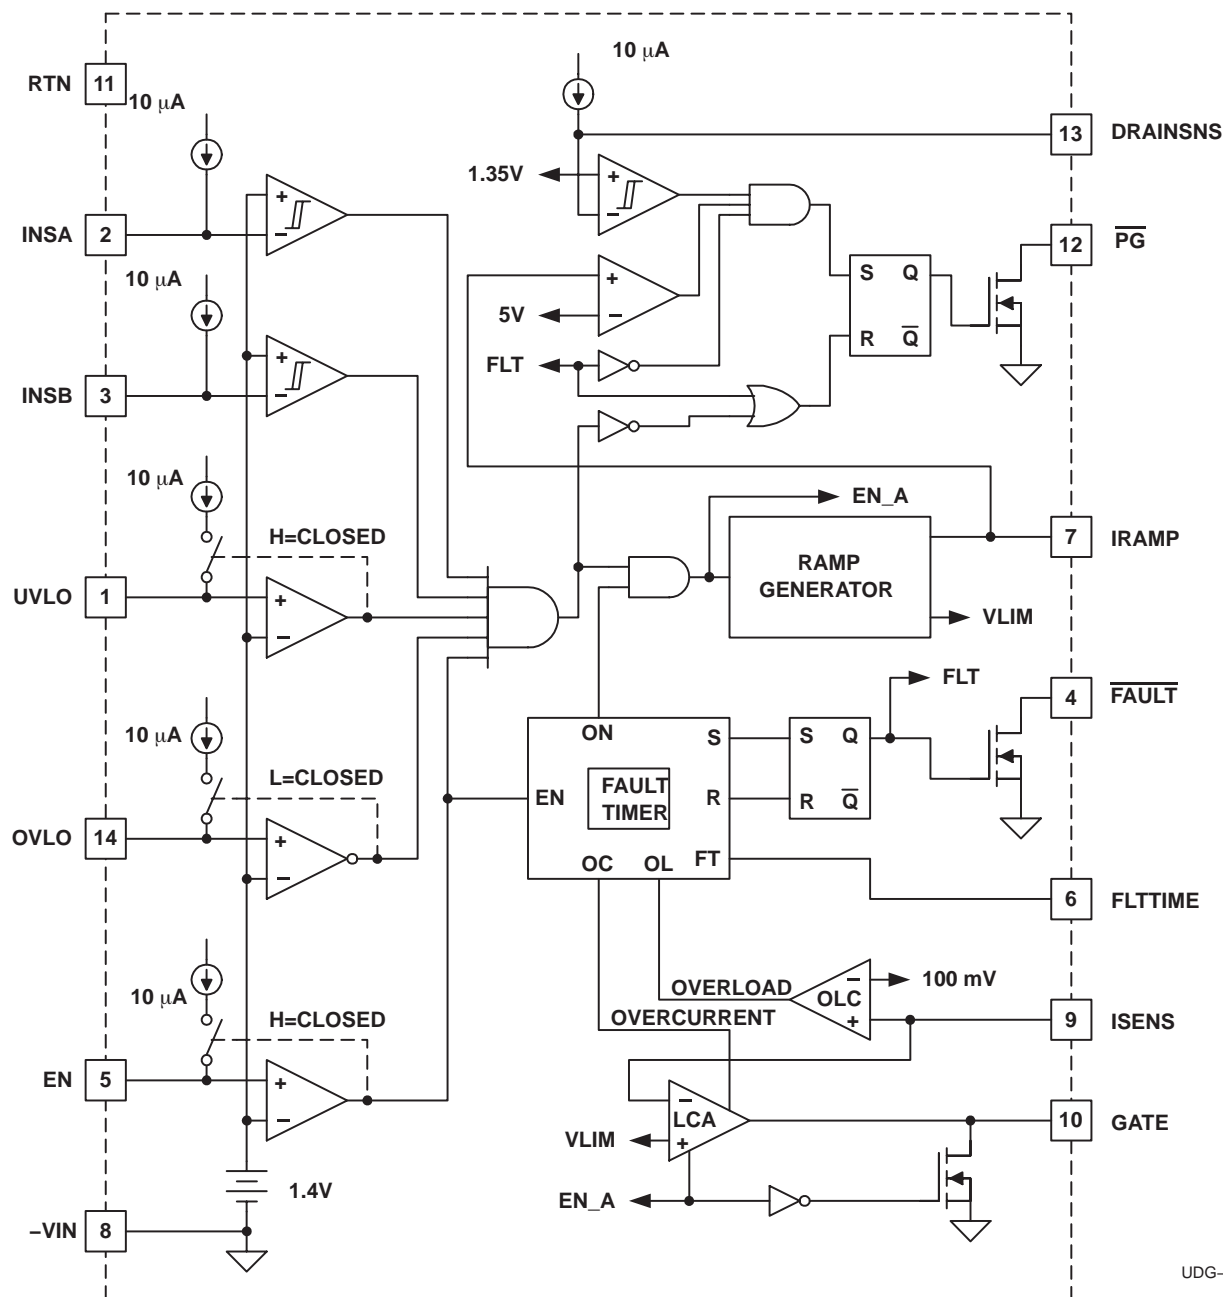 10 µA
RTN 11
10 µA
13 DRAINSNS
1.35V
+
−
+
−
INSA 2
12 PG
10 µA
+
−
S Q
R Q
5V
FLT
+
−
INSB 3
10 µA
EN_A
H=CLOSED
RAMP
GENERATOR
7 IRAMP
UVLO 1
+
−
VLIM
FLT
4 FAULT
10 µA
ON
S
S Q
L=CLOSED
EN
FAULT
TIMER
R
R Q
OVLO 14
+
−
OC OL FT
6 FLTTIME
10 µA
OVERLOAD
−
OLC
+
100 mV
H=CLOSED
OVERCURRENT
9 ISENS
EN 5
+
−
−
LCA
+
10 GATE
VLIM
1.4V
EN_A
−VIN 8
UDG−